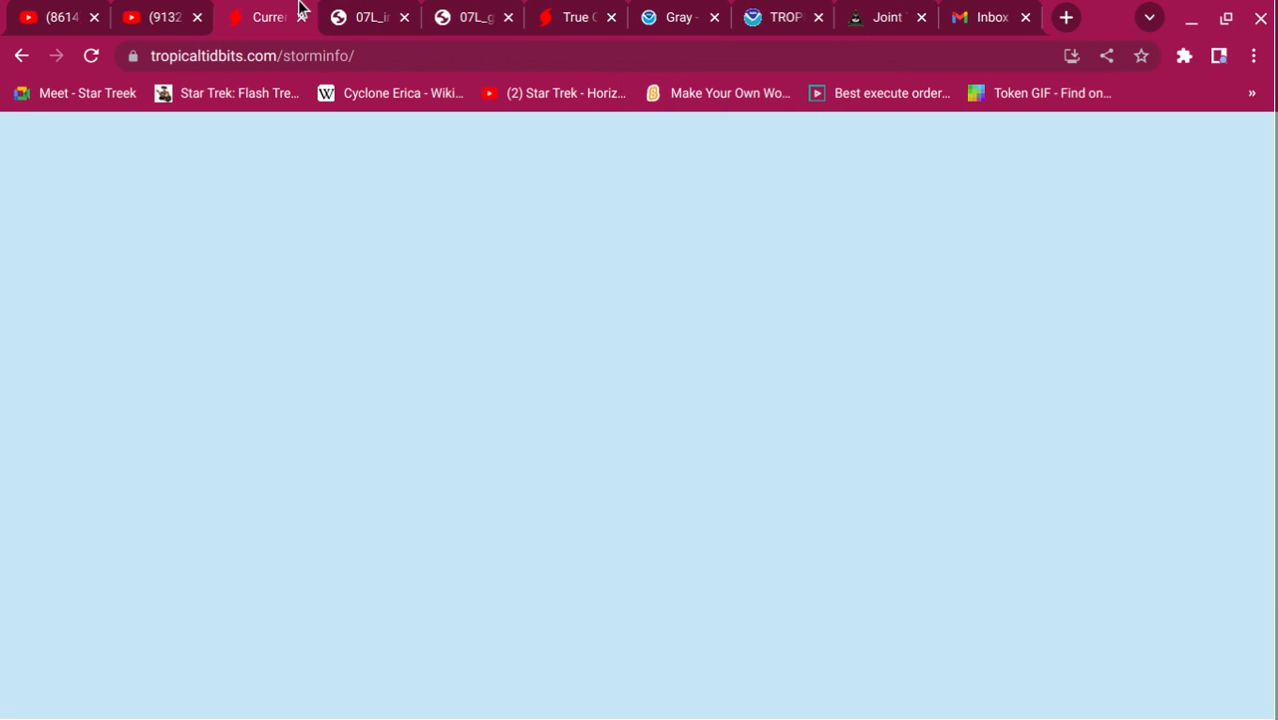 (8614 (9132 Curre 07L_i 07L_g True Gray - TROP Joint Inbox
tropicaltidbits.com/storminfo/
Meet - Star Treek Star Trek: Flash Tre... Cyclone Erica - Wiki... (2) Star Trek - Horiz... Make Your Own Wo... Best execute order... Token GIF - Find on... »